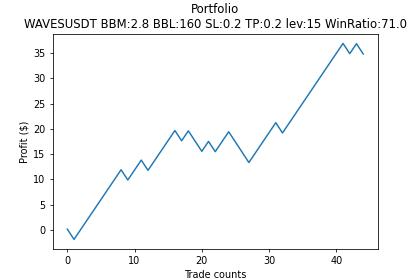 Portfolio
WAVESUSDT BBM:2.8 BBL:160 SL:0.2 TP:0.2 lev:15 WinRatio:71.0
35
30
25
20
15
10
5
0
Profit ($)
0 10 20 30 40
Trade counts